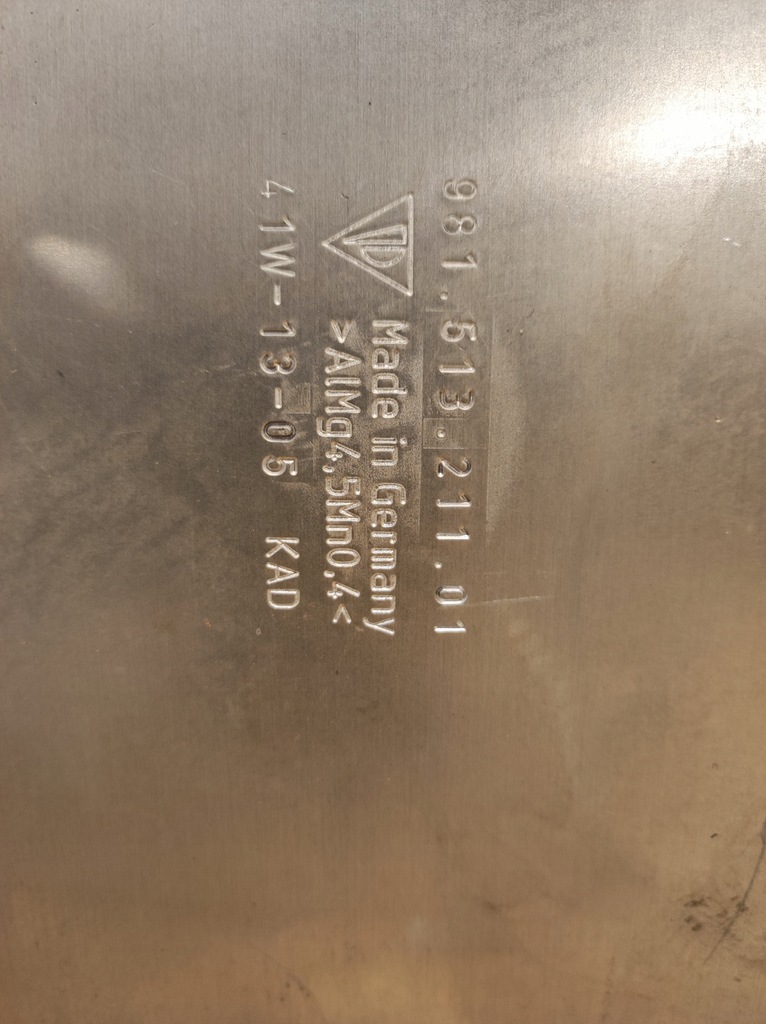 981.513.211.01
Made in Germany
>AlMg4,5Mn0,4<
41W-13-05 KAD